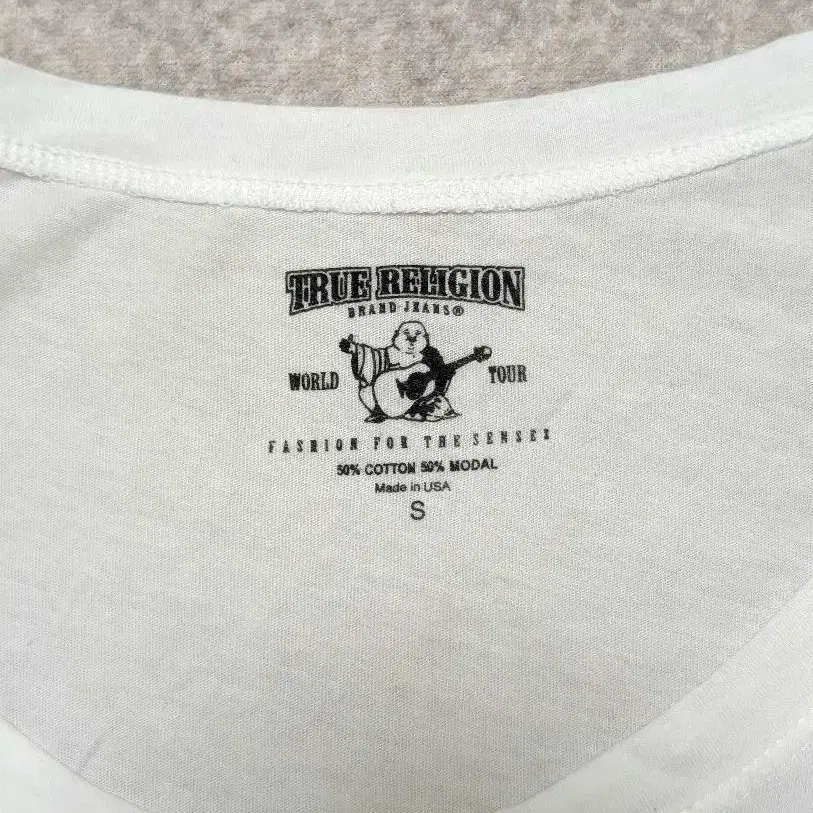 TRUE RELIGION
BRAND JEANS®
WORLD TOUR
FASHION FOR THE SENSES
50% COTTON 50% MODAL
Made in USA
S